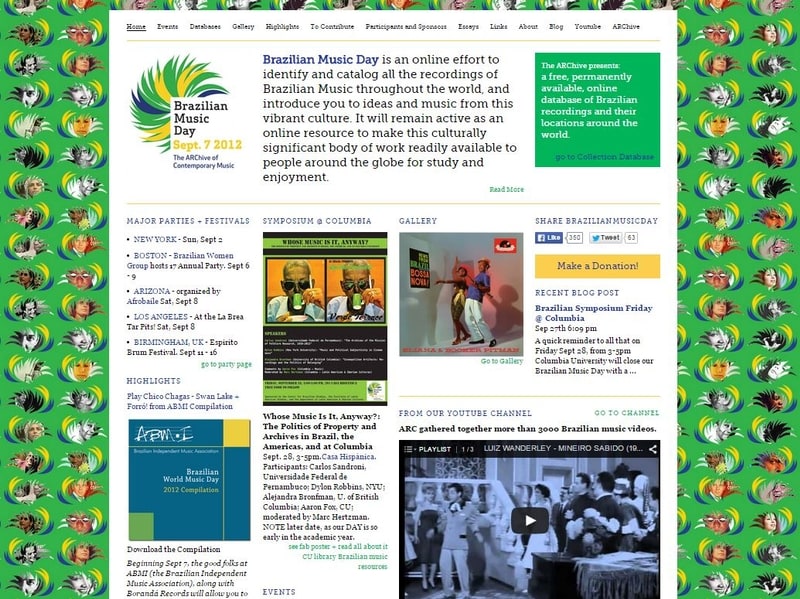 Home Events Databases Gallery Highlights To Contribute Participants and Sponsors Essays Links About Blog Youtube ARChive
Brazilian
Music
Day
Sept. 7 2012
The ARChive of
Contemporary Music
Brazilian Music Day is an online effort to
identify and catalog all the recordings of
Brazilian Music throughout the world, and
introduce you to ideas and music from this
vibrant culture. It will remain active as an
online resource to make this culturally
significant body of work readily available to
people around the globe for study and
enjoyment.
Read More
The ARChive presents:
a free, permanently
available, online
database of Brazilian
recordings and their
locations around the
world.
go to Collection Database
MAJOR PARTIES + FESTIVALS
• NEW YORK - Sun, Sept 2
• BOSTON - Brazilian Women
Group hosts 17 Annual Party. Sept 6
- 9
• ARIZONA - organized by
Afrobaile Sat, Sept 8
• LOS ANGELES - At the La Brea
Tar Pits! Sat, Sept 8
• BIRMINGHAM, UK - Espirito
Brum Festival. Sept 11 - 16
go to party page
HIGHLIGHTS
Play Chico Chagas - Swan Lake +
Forró! from ABMI Compilation
ABMI
Brazilian Independent Music Association
Brazilian
World Music Day
2012 Compilation
Download the Compilation
Beginning Sept 7, the good folks at
ABMI (the Brazilian Independent
Music Association), along with
Borandá Records will allow you to
SYMPOSIUM @ COLUMBIA
WHOSE MUSIC IS IT, ANYWAY?
Verde Terrace
SPEAKERS
Whose Music Is It, Anyway?:
The Politics of Property and
Archives in Brazil, the
Americas, and at Columbia
Sept. 28, 3-5pm.Casa Hispànica.
Participants: Carlos Sandroni,
Universidade Federal de
Pernambuco; Dylon Robbins, NYU;
Alejandra Bronfman, U. of British
Columbia; Aaron Fox, CU;
moderated by Marc Hertzman.
NOTE later date, as our DAY is so
early in the academic year.
see fab poster + read all about it
CU library Brazilian music
resources
EVENTS
GALLERY
NEWS FROM
BRAZIL
BOSSA
NOVA!
ELIANA & BOOKER PITTMAN
Go to Gallery
SHARE BRAZILIANMUSICDAY
Like 360 Tweet 63
Make a Donation!
RECENT BLOG POST
Brazilian Symposium Friday
@ Columbia
Sep 27th 6:09 pm
A quick reminder to all that on
Friday Sept 28, from 3-5pm
Columbia University will close our
Brazilian Music Day with a ...
FROM OUR YOUTUBE CHANNEL GO TO CHANNEL
ARC gathered together more than 3000 Brazilian music videos.
PLAYLIST 1/3 LUIZ WANDERLEY - MINEIRO SABIDO (19...